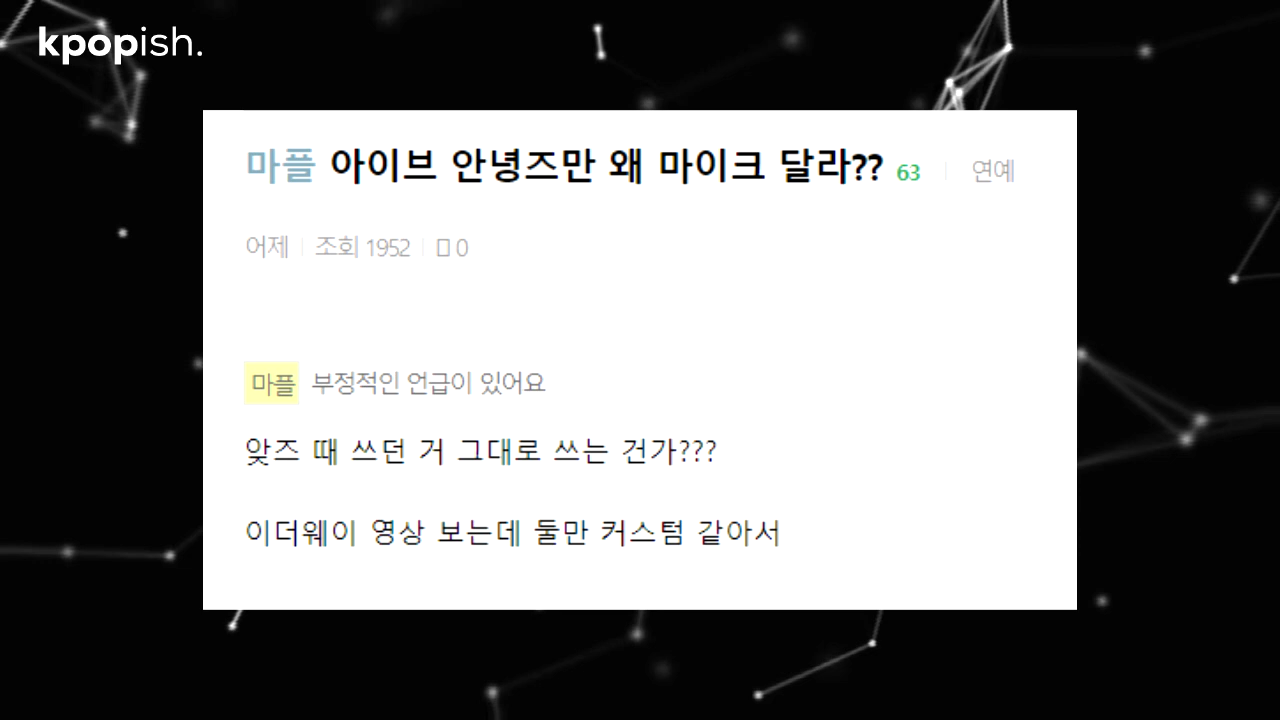 kpopish.
마플 아이브 안녕즈만 왜 마이크 달라?? 63 연예
어제 조회 1952 0
마플 부정적인 언급이 있어요
앚즈 때 쓰던 거 그대로 쓰는 건가???
이더웨이 영상 보는데 둘만 커스텀 같아서